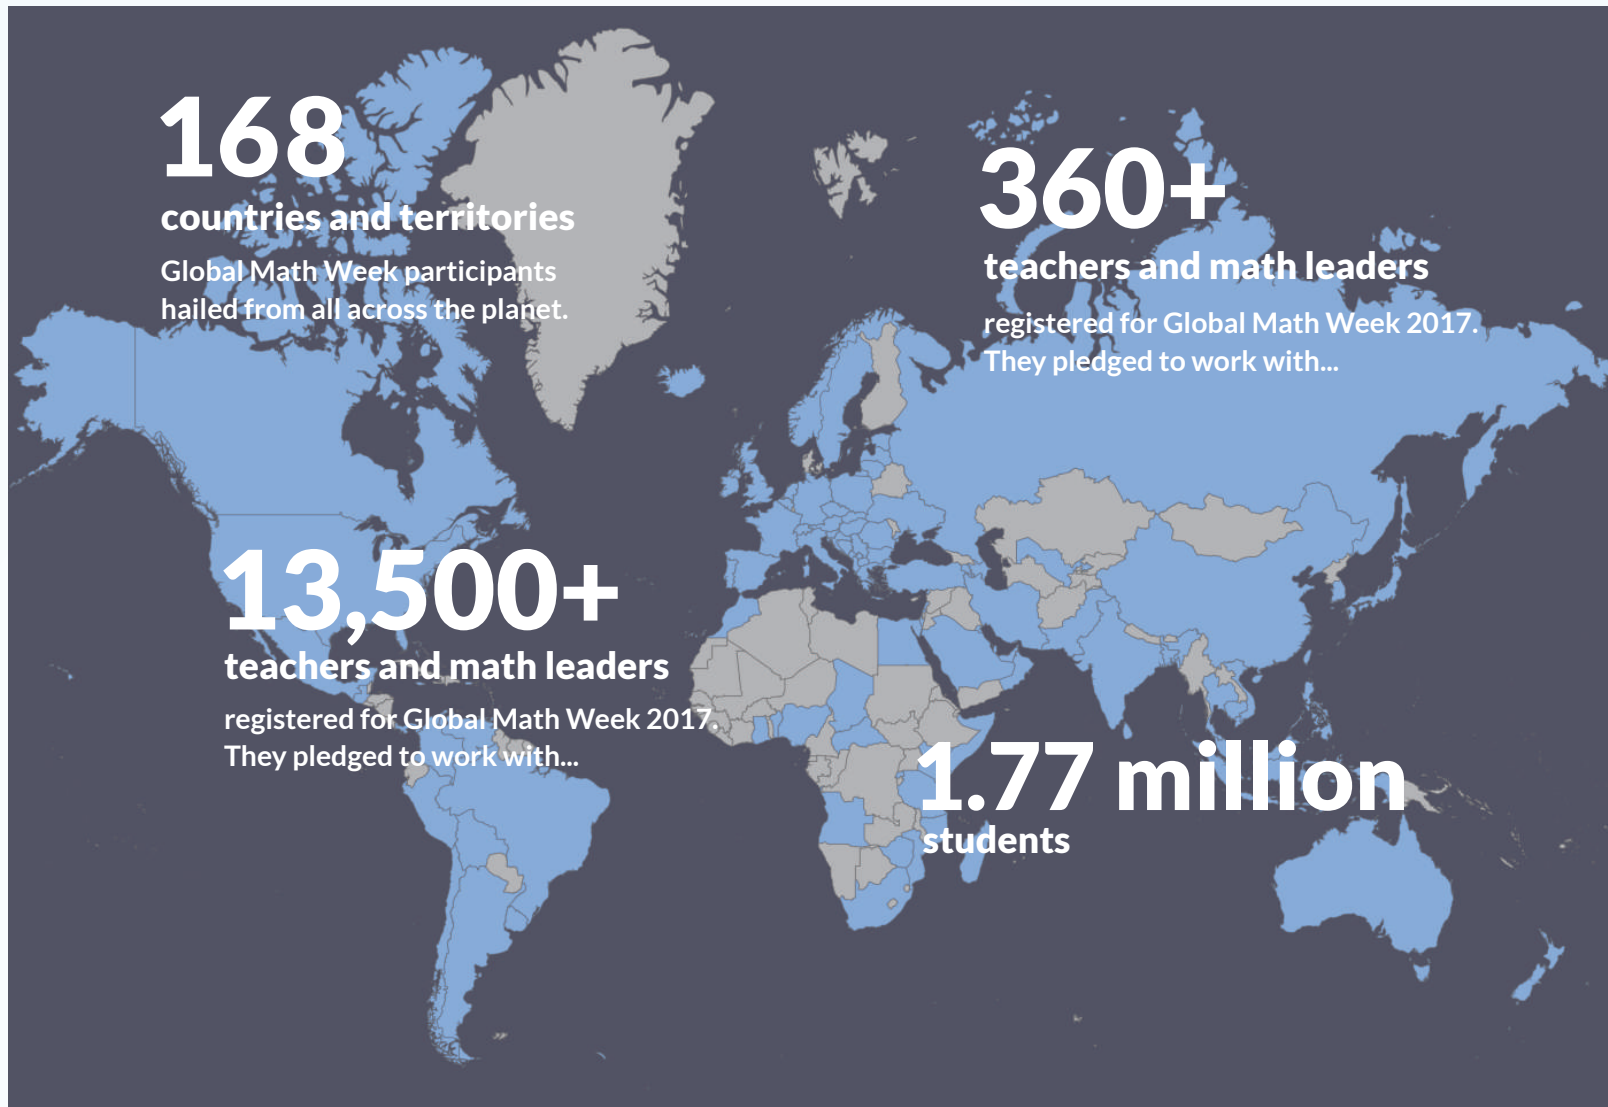 168
countries and territories
Global Math Week participants
hailed from all across the planet.
360+
teachers and math leaders
registered for Global Math Week 2017.
They pledged to work with...
13,500+
teachers and math leaders
registered for Global Math Week 2017.
They pledged to work with...
1.77 million
students